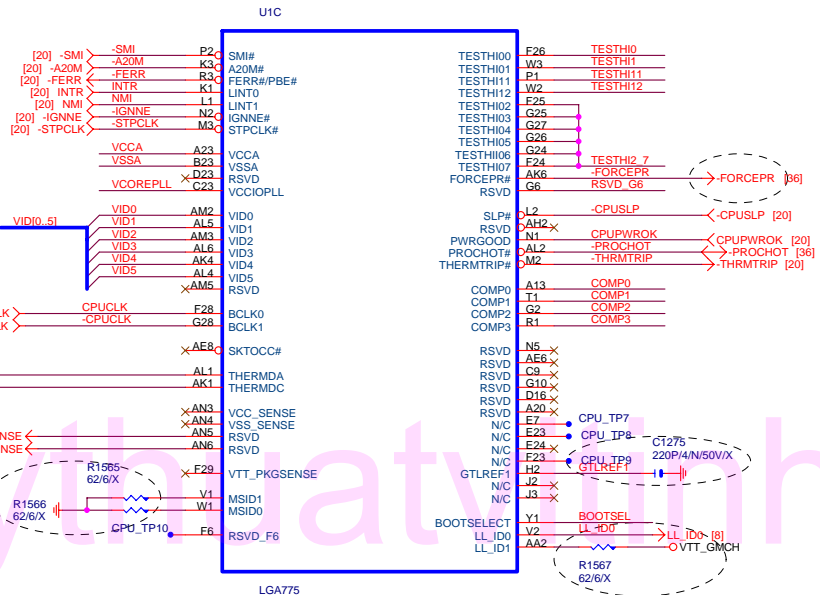 U1C
[20] -SMI -SMI P2 SMI# TESTHI00 F26 TESTHI0
[20] -A20M -A20M K3 A20M# TESTHI01 W3 TESTHI1
[20] -FERR -FERR R3 FERR#/PBE# TESTHI11 P1 TESTHI11
[20] INTR INTR K1 LINT0 TESTHI12 W2 TESTHI12
[20] NMI NMI L1 LINT1 TESTHI02 F25
[20] -IGNNE -IGNNE N2 IGNNE# TESTHI03 G25
[20] -STPCLK -STPCLK M3 STPCLK# TESTHI04 G27
TESTHI05 G26
VCCA A23 VCCA TESTHII06 G24
VSSA B23 VSSA TESTHI07 F24 TESTHI2_7
D23 RSVD FORCEPR# AK6 -FORCEPR -FORCEPR [36]
VCOREPLL C23 VCCIOPLL RSVD G6 RSVD_G6
VID[0..5]
VID0 AM2 VID0 SLP# L2 -CPUSLP -CPUSLP [20]
VID1 AL5 VID1 RSVD AH2
VID2 AM3 VID2 PWRGOOD N1 CPUPWROK CPUPWROK [20]
VID3 AL6 VID3 PROCHOT# AL2 -PROCHOT -PROCHOT [36]
VID4 AK4 VID4 THERMTRIP# M2 -THRMTRIP -THRMTRIP [20]
VID5 AL4 VID5
AM5 RSVD COMP0 A13 COMP0
COMP1 T1 COMP1
LK CPUCLK F28 BCLK0 COMP2 G2 COMP2
LK -CPUCLK G28 BCLK1 COMP3 R1 COMP3
AE8 SKTOCC# RSVD N5
RSVD AE6
AL1 THERMDA RSVD C9
AK1 THERMDC RSVD G10
RSVD D16
AN3 VCC_SENSE RSVD A20
AN4 VSS_SENSE N/C E7 CPU_TP7
NSE AN5 RSVD N/C E23 CPU_TP8
NSE AN6 RSVD N/C E24
N/C F23 CPU_TP9
C1275
220P/4/N/50V/X
F29 VTT_PKGSENSE GTLREF1 H2 GTLREF1
N/C J2
N/C J3
R1565
62/6/X
R1566
62/6/X
V1 MSID1
W1 MSID0
CPU_TP10 F6 RSVD_F6
BOOTSELECT Y1 BOOTSEL
LL_ID0 V2 LL_ID0 LL_ID0 [8]
LL_ID1 AA2 VTT_GMCH
R1567
62/6/X
LGA775
ythuatvitinh